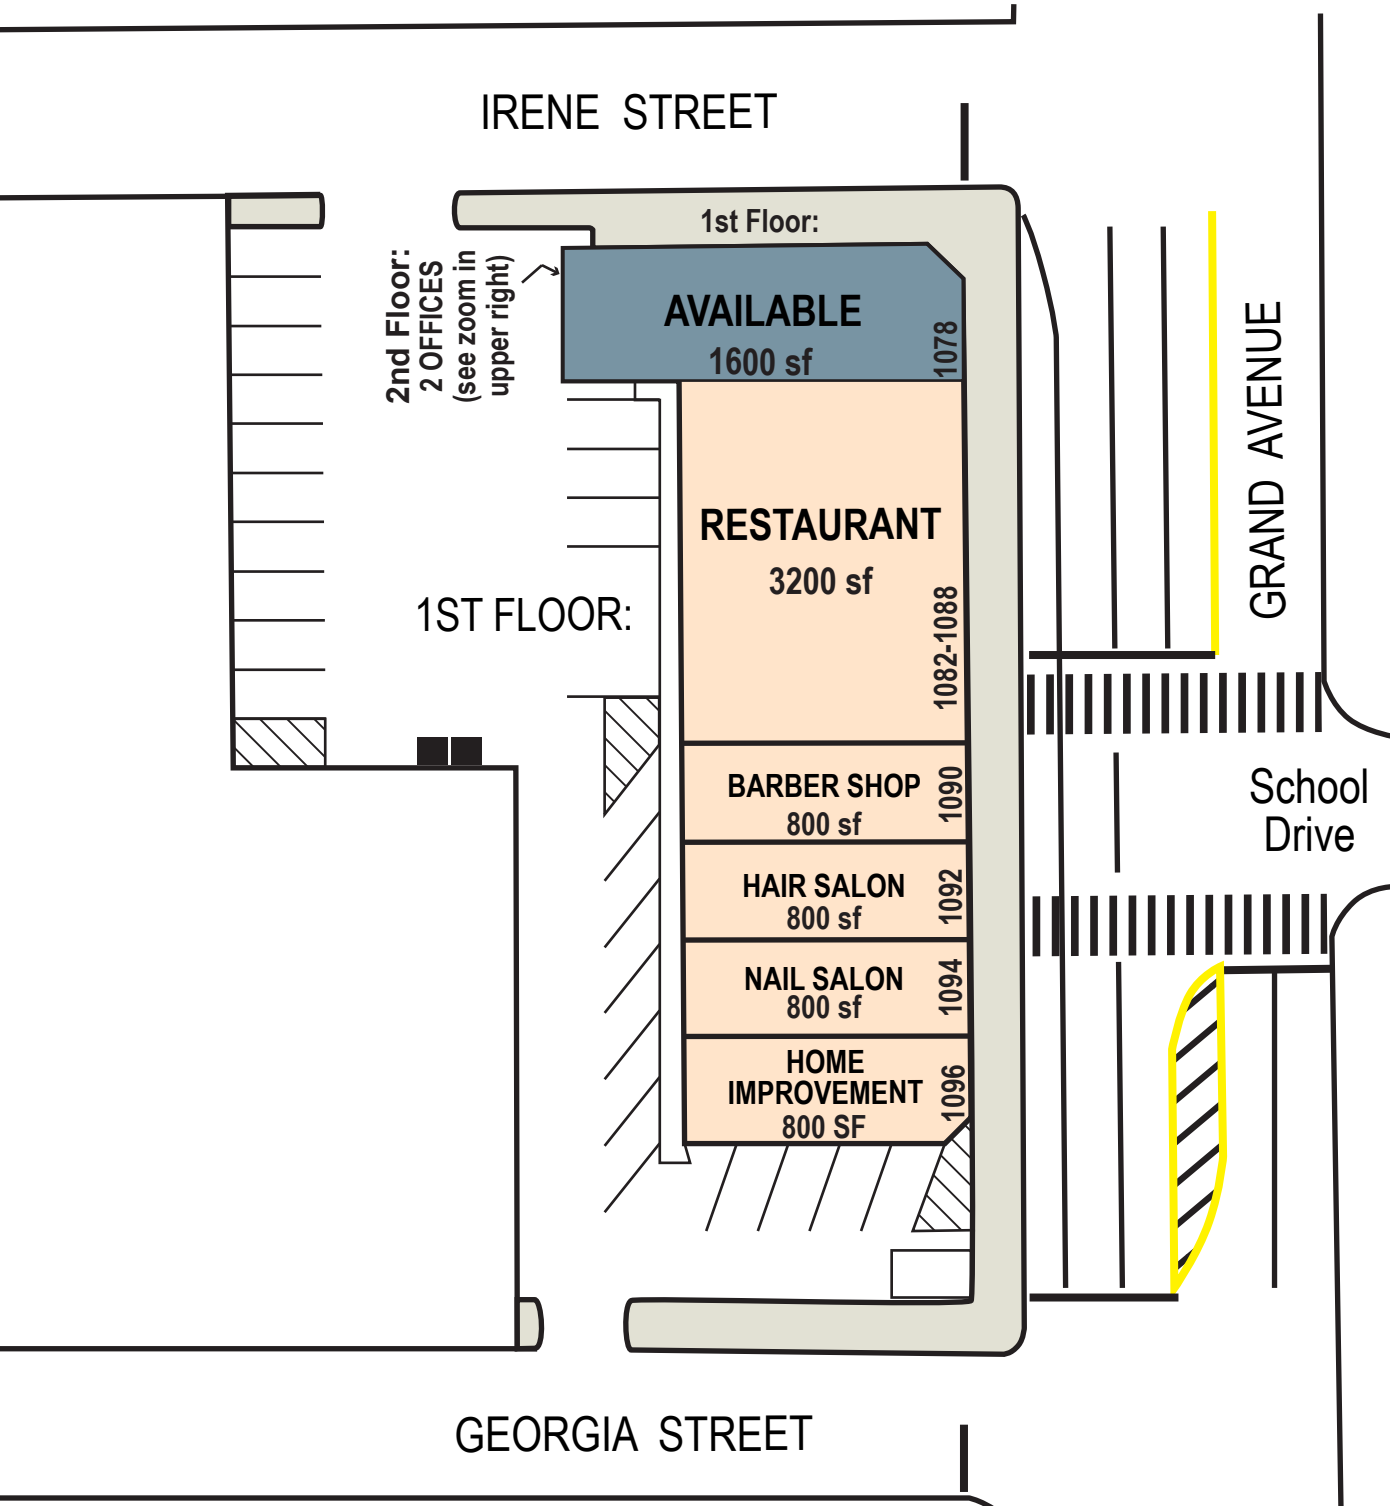 IRENE STREET
1st Floor:
2nd Floor:
2 OFFICES
(see zoom in
upper right)
AVAILABLE
1600 sf
1078
GRAND AVENUE
RESTAURANT
3200 sf
1082-1088
1ST FLOOR:
BARBER SHOP
800 sf
1090
School
Drive
HAIR SALON
800 sf
1092
NAIL SALON
800 sf
1094
HOME
IMPROVEMENT
800 SF
1096
GEORGIA STREET